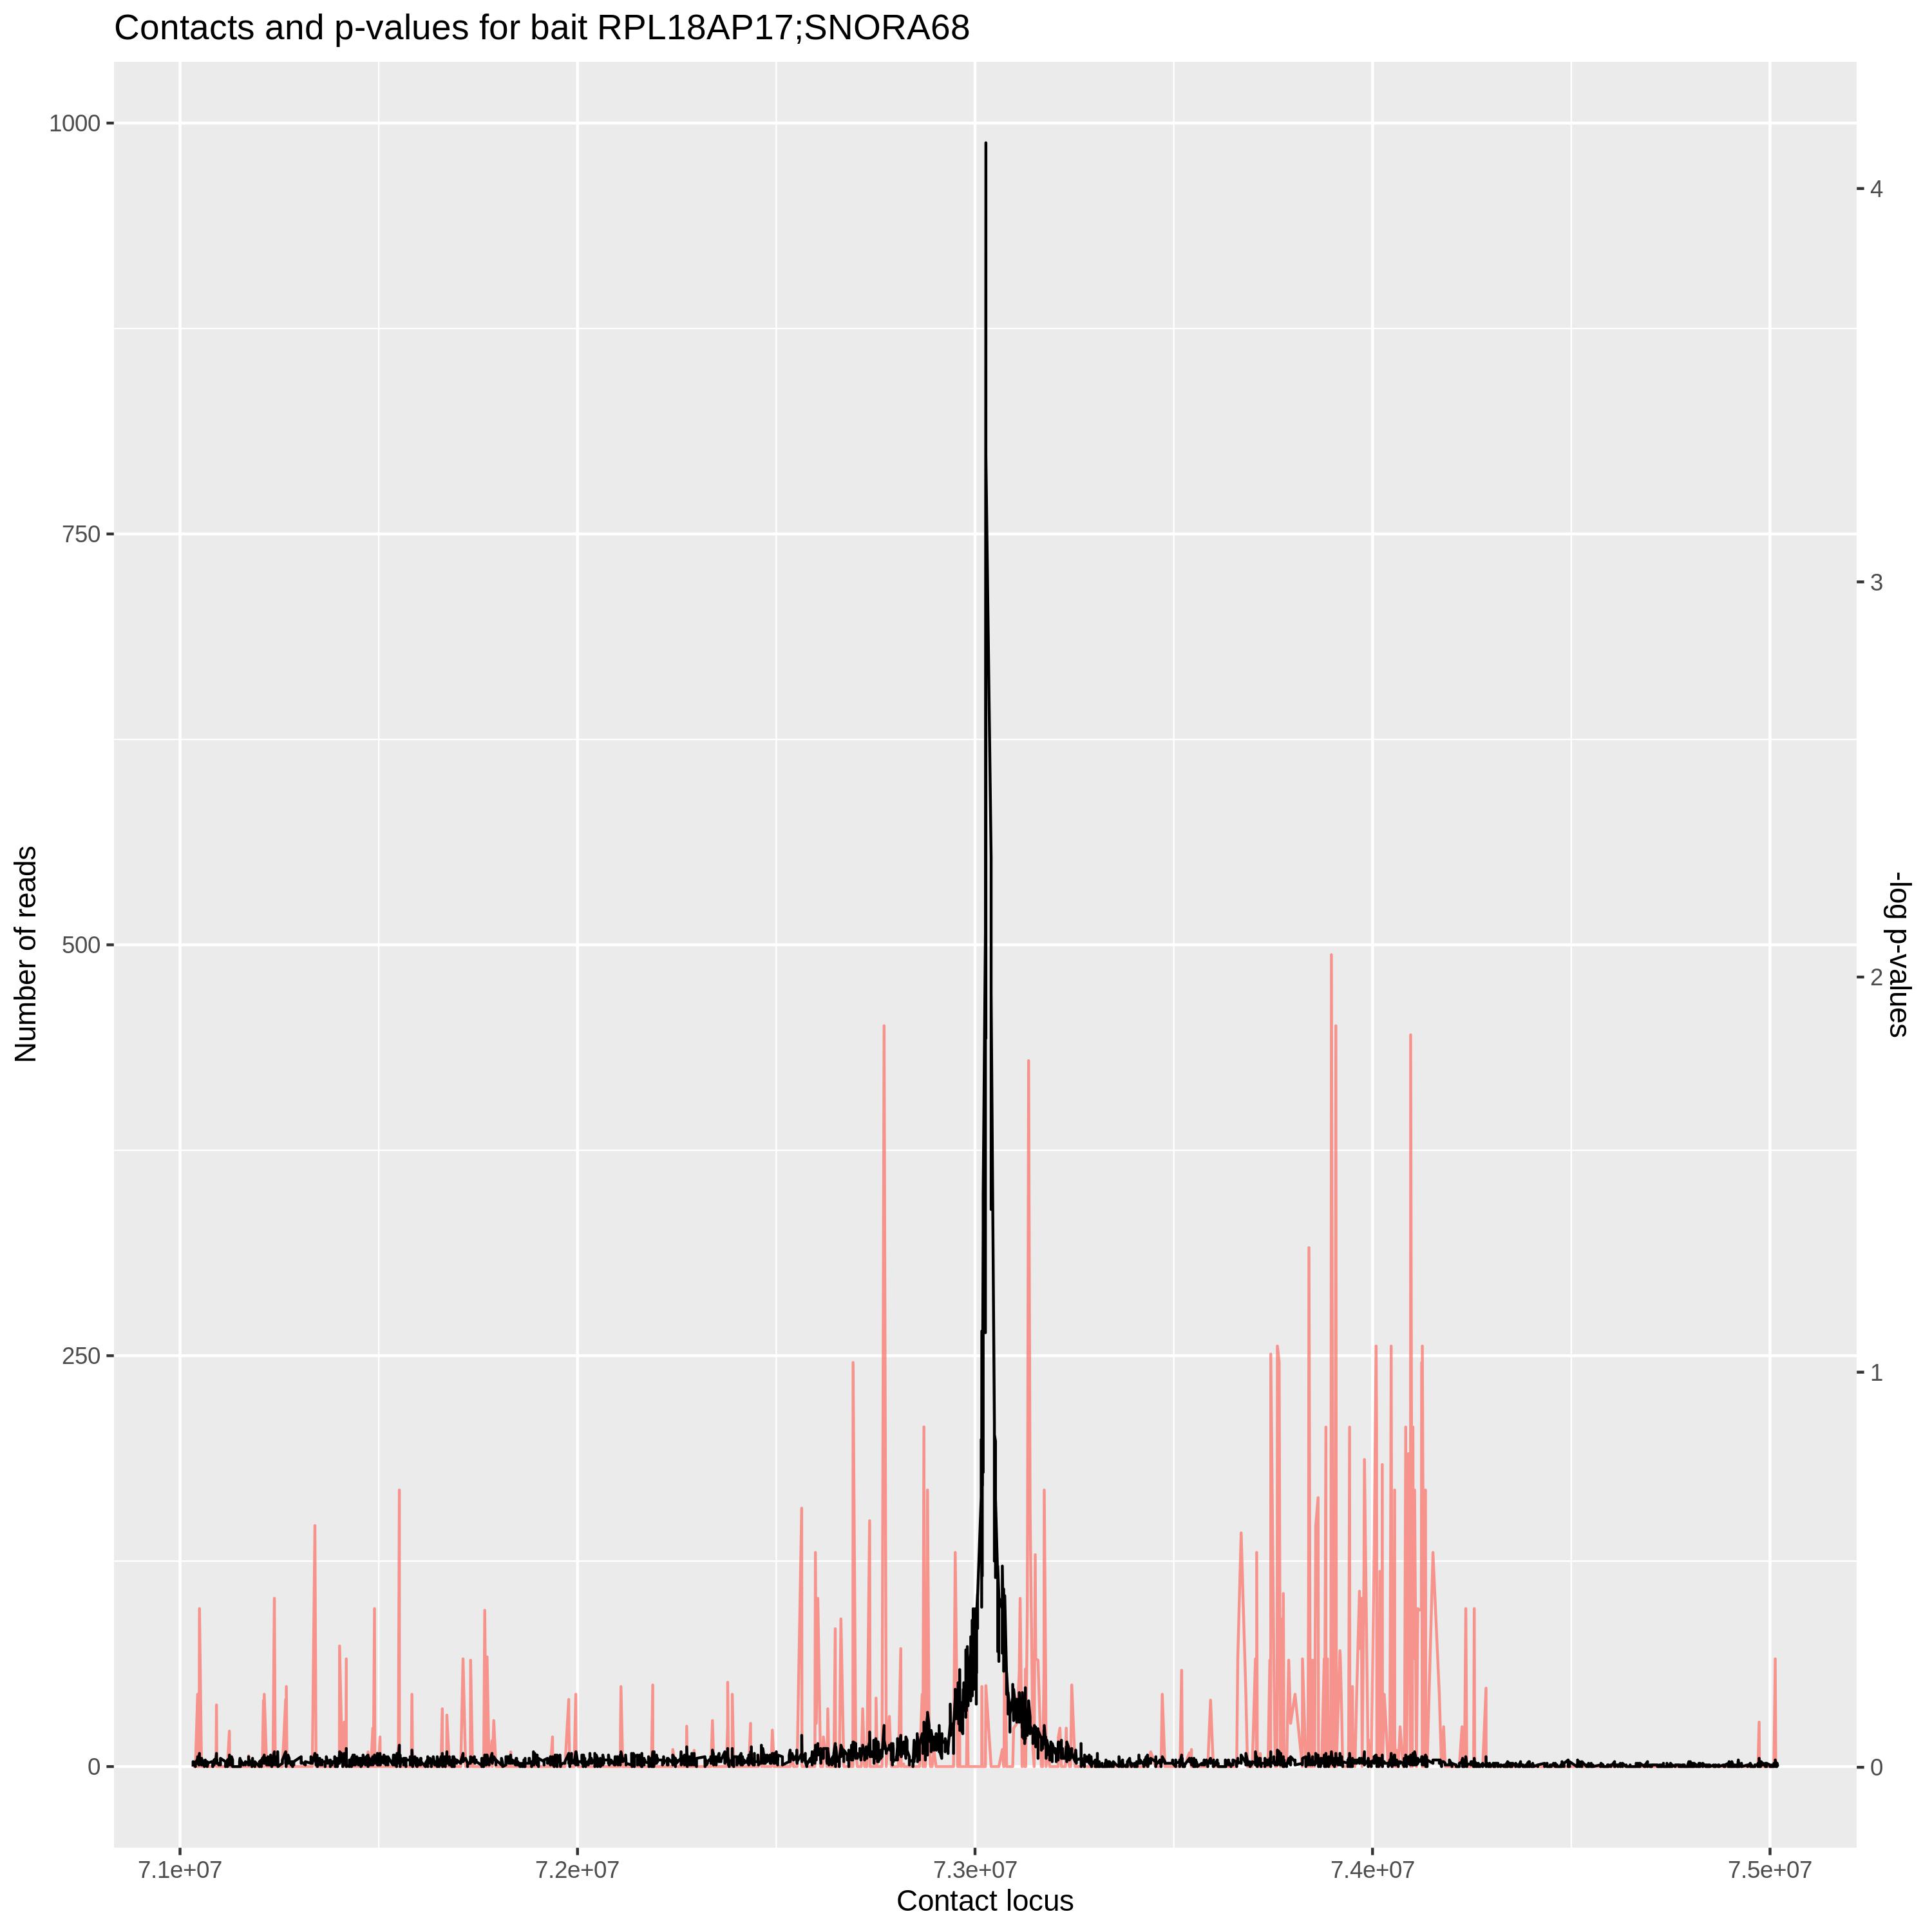 Contacts and p-values for bait RPL18AP17;SNORA68
1000
750
500
250
0
Number of reads
4
3
2
1
0
-log p-values
7.1e+07 7.2e+07 7.3e+07 7.4e+07 7.5e+07
Contact locus